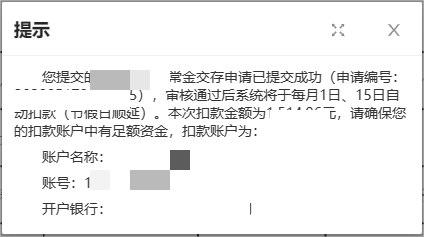 提示
您提交的 常金交存申请已提交成功（申请编号：
5），审核通过后系统将于每月1日、15日自
动扣款（节假日顺延）。本次扣款金额为 元，请确保您
的扣款账户中有足额资金，扣款账户为：
账户名称：
账号：1
开户银行：